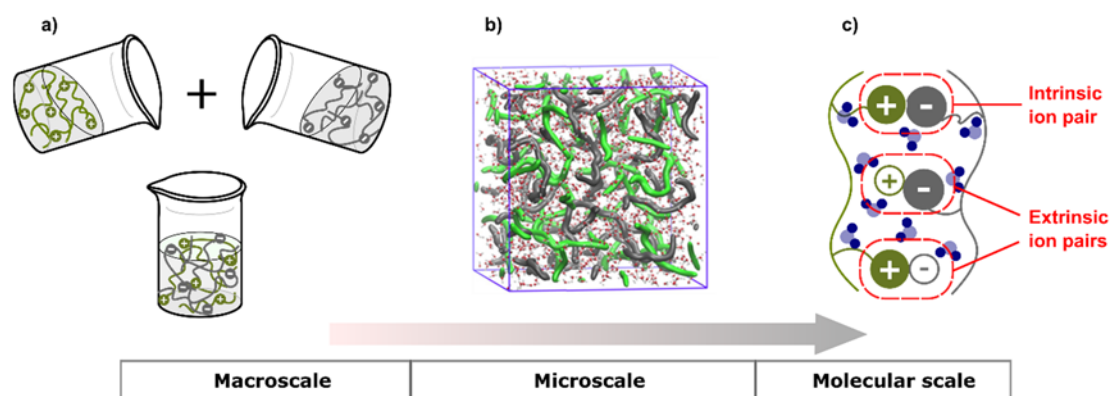 a)
b)
c)
+
+
-
Intrinsic
ion pair
+
-
Extrinsic
ion pairs
+
-
Macroscale
Microscale
Molecular scale